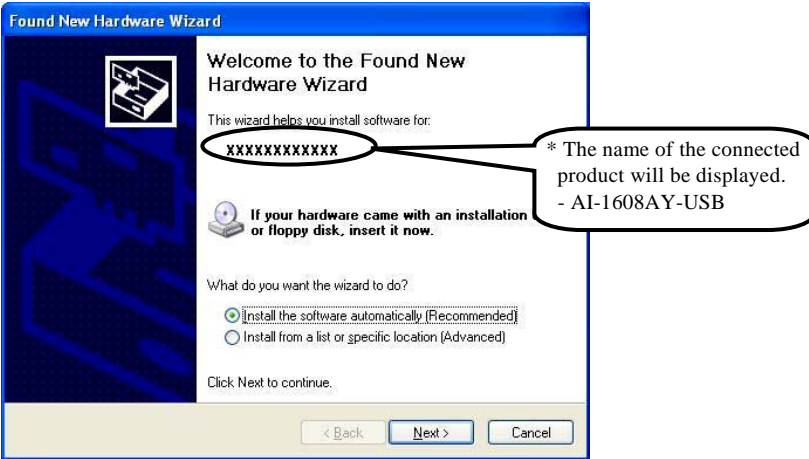 Found New Hardware Wizard
Welcome to the Found New
Hardware Wizard
This wizard helps you install software for:
XXXXXXXXXXXX
* The name of the connected
product will be displayed.
- AI-1608AY-USB
If your hardware came with an installation
or floppy disk, insert it now.
What do you want the wizard to do?
Install the software automatically (Recommended)
Install from a list or specific location (Advanced)
Click Next to continue.
< Back
Next >
Cancel